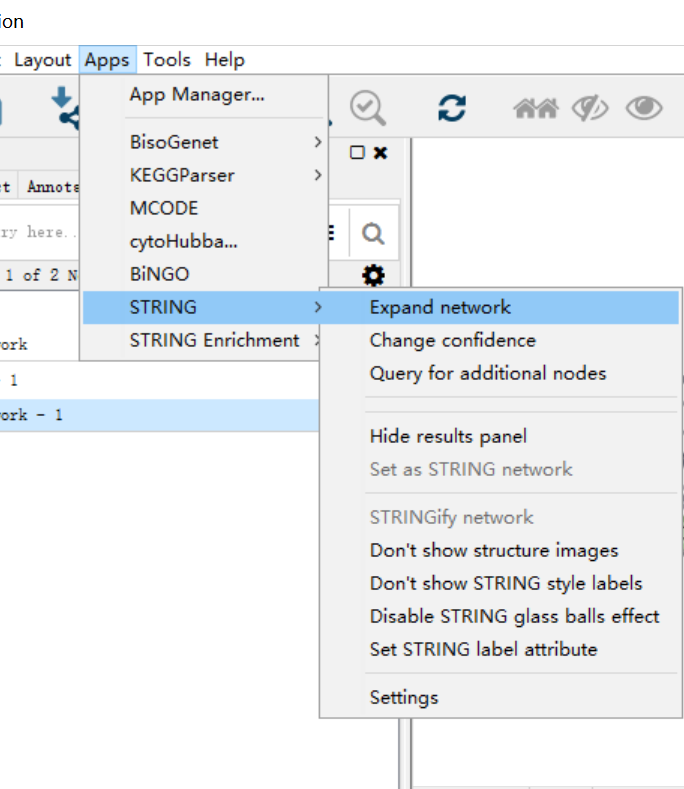 ion
Layout Apps Tools Help
App Manager...
BisoGenet
KEGGParser
MCODE
cytoHubba...
BiNGO
STRING
STRING Enrichment
Expand network
Change confidence
Query for additional nodes
Hide results panel
Set as STRING network
STRINGify network
Don't show structure images
Don't show STRING style labels
Disable STRING glass balls effect
Set STRING label attribute
Settings
t Annota
ry here..
1 of 2 N
ork
1
ork - 1